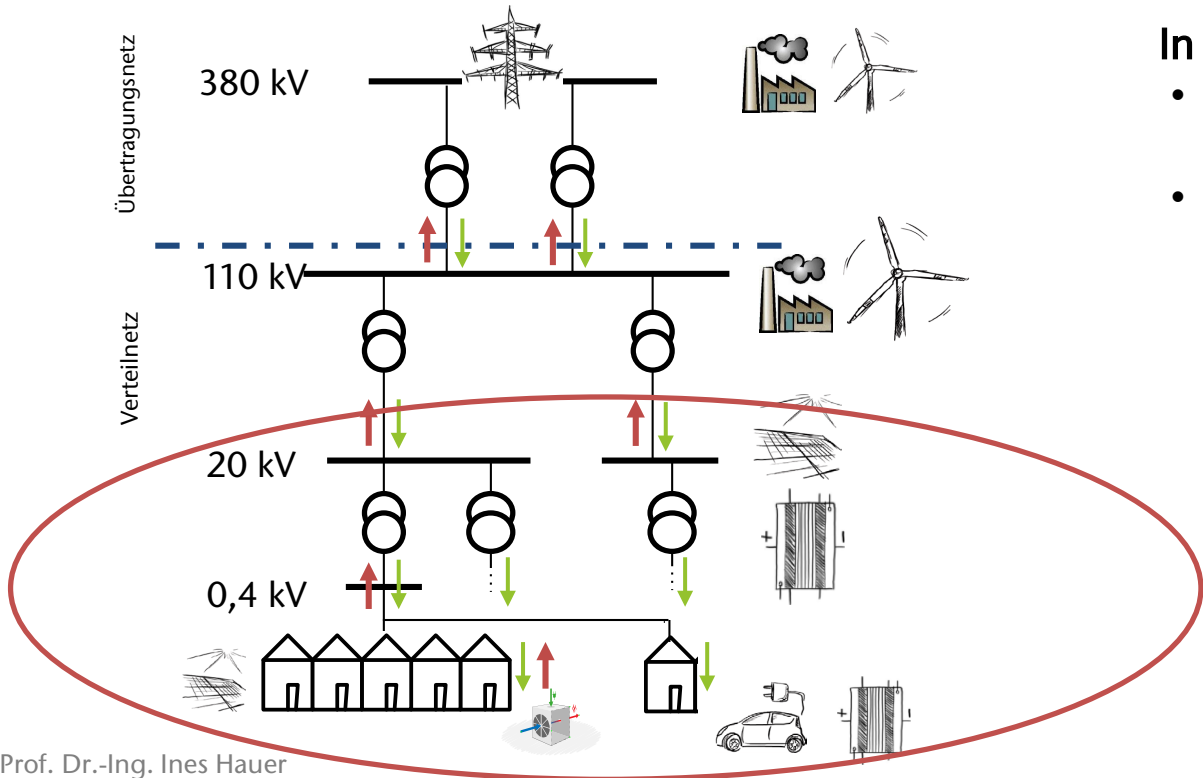 Übertragungsnetz
380 kV
In
•
•
110 kV
Verteilnetz
20 kV
+ -
0,4 kV
+ -
Prof. Dr.-Ing. Ines Hauer